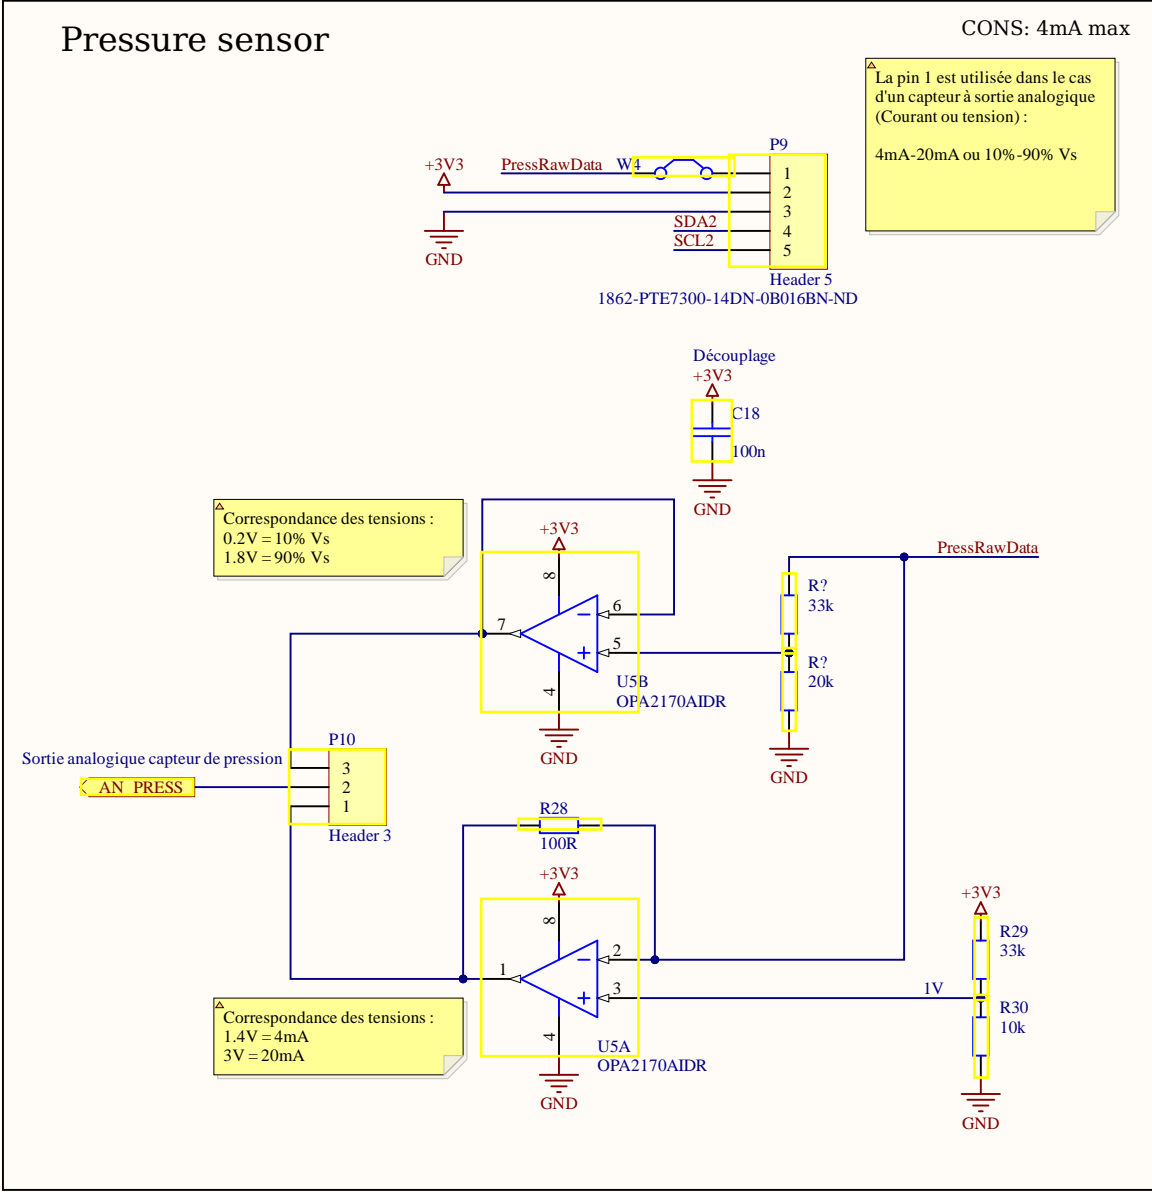 Pressure sensor
CONS: 4mA max
La pin 1 est utilisée dans le cas
d'un capteur à sortie analogique
(Courant ou tension) :
4mA-20mA ou 10%-90% Vs
P9
+3V3
PressRawData
W4
1
2
3
SDA2
4
SCL2
5
GND
Header 5
1862-PTE7300-14DN-0B016BN-ND
Découplage
+3V3
C18
100n
GND
Correspondance des tensions :
0.2V = 10% Vs
1.8V = 90% Vs
+3V3
8
7
6
5
4
U5B
OPA2170AIDR
GND
PressRawData
R?
33k
R?
20k
GND
P10
Sortie analogique capteur de pression
3
AN_PRESS
2
1
Header 3
R28
100R
+3V3
8
1
2
3
4
U5A
OPA2170AIDR
GND
1V
+3V3
R29
33k
R30
10k
GND
Correspondance des tensions :
1.4V = 4mA
3V = 20mA